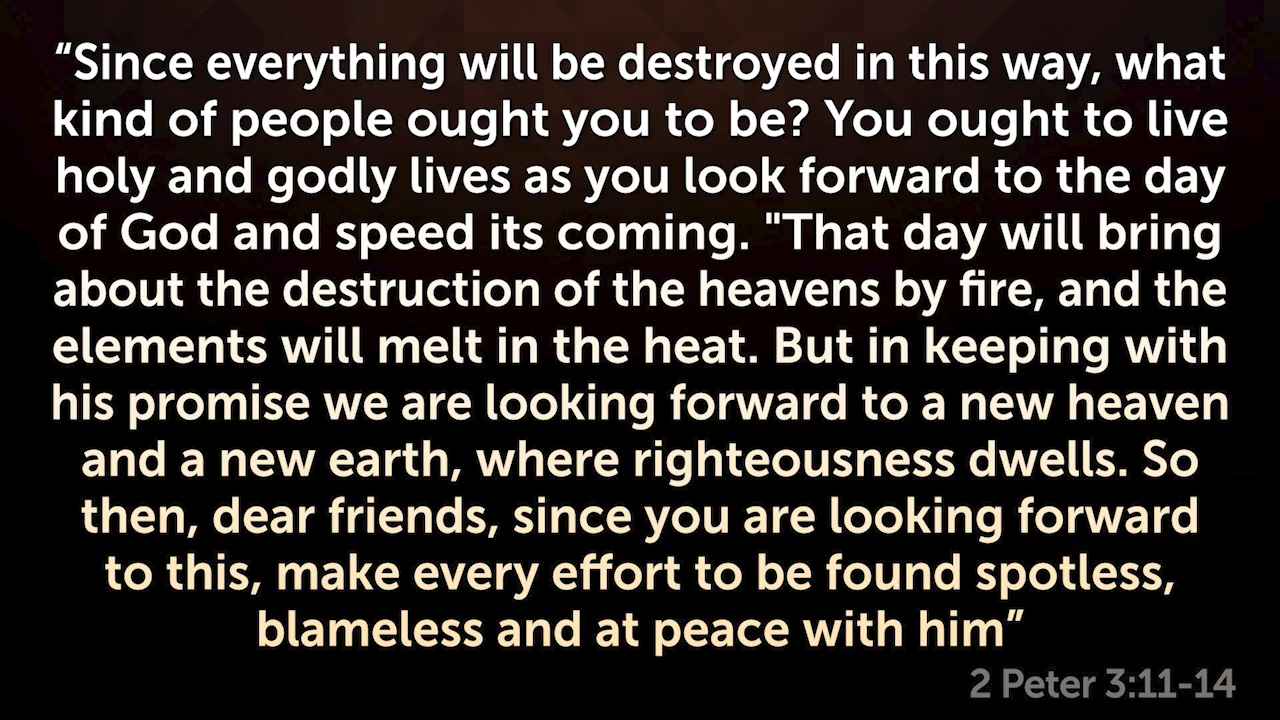 “Since everything will be destroyed in this way, what
kind of people ought you to be? You ought to live
holy and godly lives as you look forward to the day
of God and speed its coming. "That day will bring
about the destruction of the heavens by fire, and the
elements will melt in the heat. But in keeping with
his promise we are looking forward to a new heaven
and a new earth, where righteousness dwells. So
then, dear friends, since you are looking forward
to this, make every effort to be found spotless,
blameless and at peace with him”
2 Peter 3:11-14